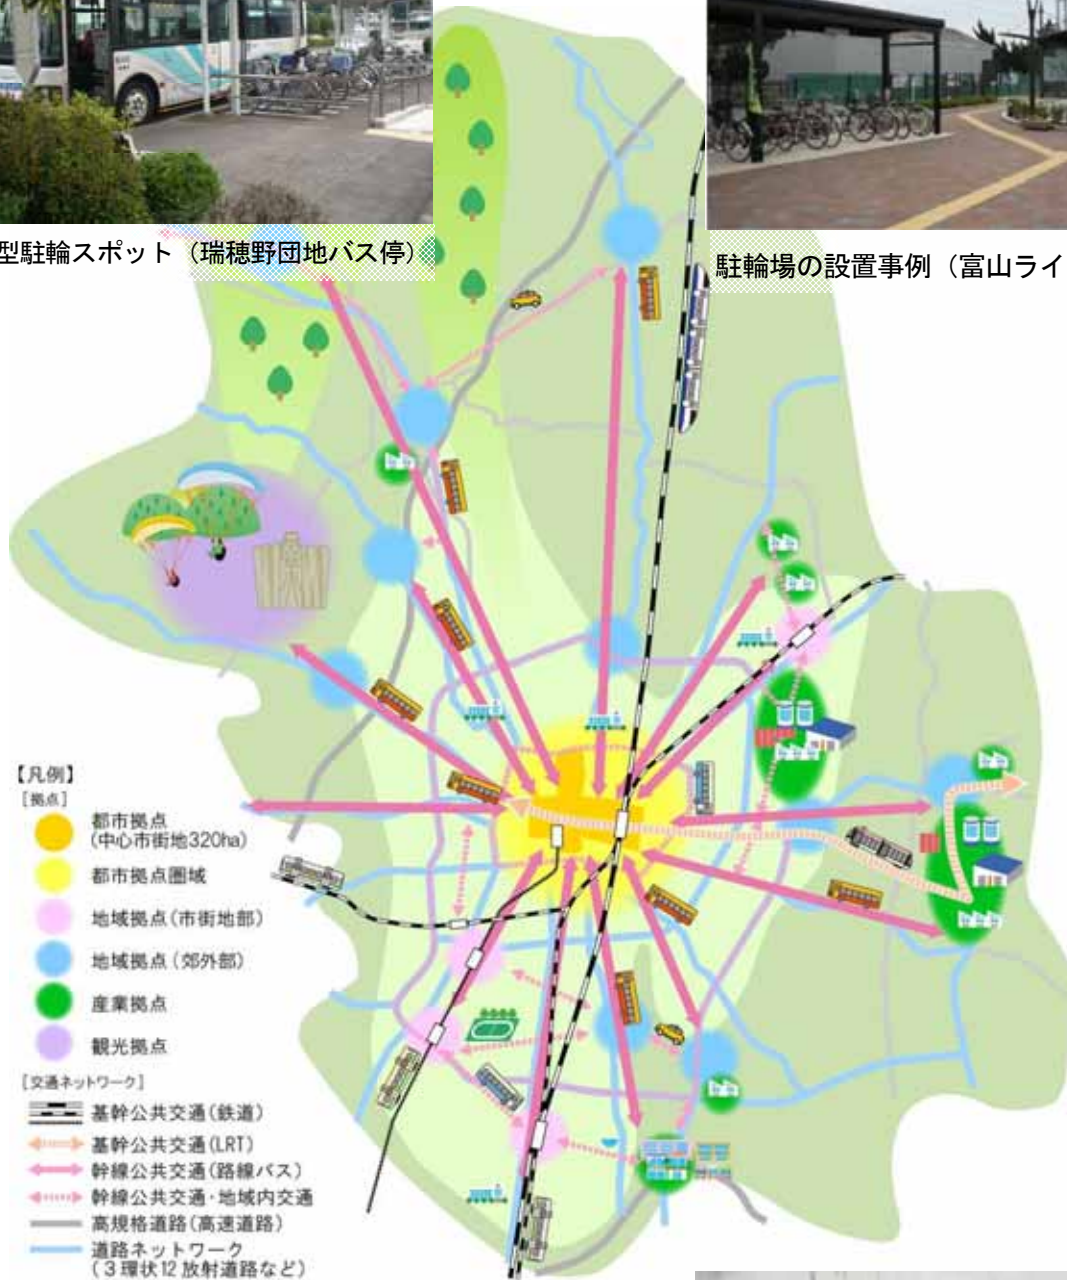 型駐輪スポット（瑞穂野団地バス停）
駐輪場の設置事例（富山ライ
【凡例】
［拠点］
都市拠点
(中心市街地320ha)
都市拠点圏域
地域拠点(市街地部)
地域拠点(郊外部)
産業拠点
観光拠点
［交通ネットワーク］
基幹公共交通(鉄道)
基幹公共交通(LRT)
幹線公共交通(路線バス)
幹線公共交通・地域内交通
高規格道路(高速道路)
道路ネットワーク
(3環状12放射道路など)